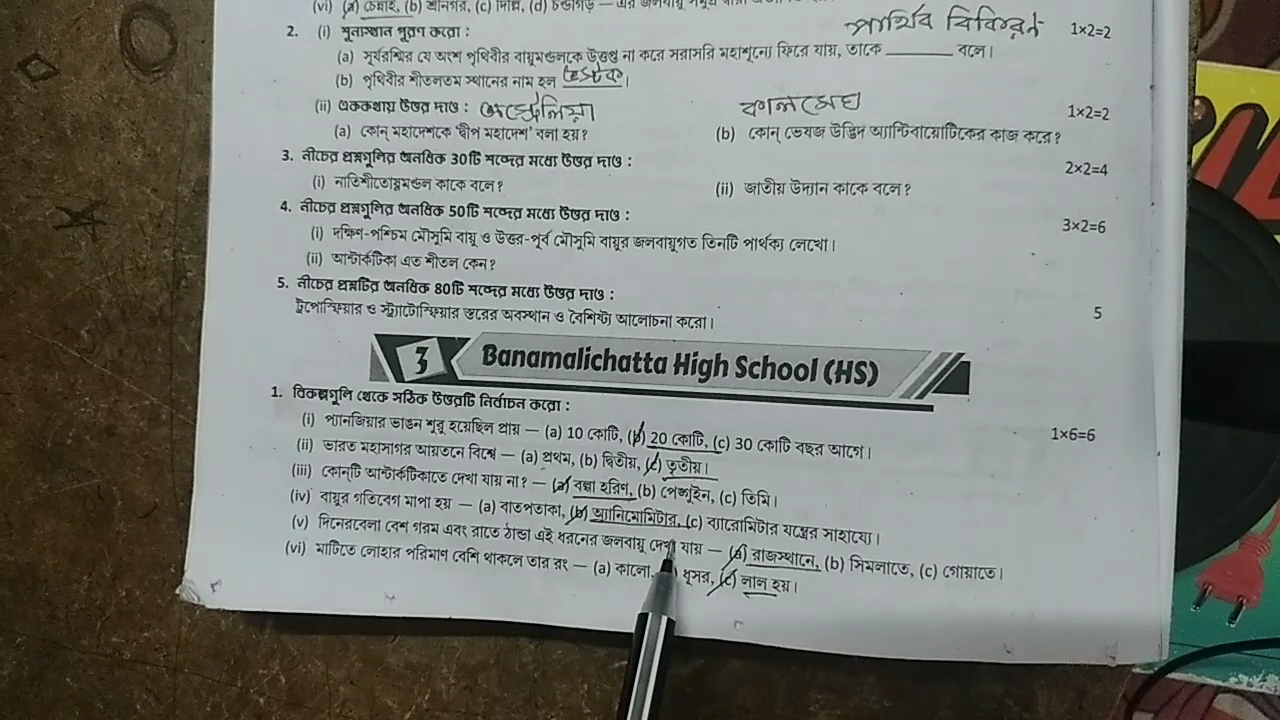 (vi) (a) চেন্নাই, (b) শ্রীনগর, (c) দিল্লি, (d) চণ্ডীগড় — এর জলবায়ু
2. (i) শূন্যস্থান পূরণ করো : পার্থিব বিকিরণ 1×2=2
(a) সূর্যরশ্মির যে অংশ পৃথিবীর বায়ুমণ্ডলকে উত্তপ্ত না করে সরাসরি মহাশূন্যে ফিরে যায়, তাকে ________ বলে।
(b) পৃথিবীর শীতলতম স্থানের নাম হল ________।
(ii) এককথায় উত্তর দাও : অস্ট্রেলিয়া কালমেঘ 1×2=2
(a) কোন্ মহাদেশকে ‘দ্বীপ মহাদেশ’ বলা হয়? (b) কোন্ ভেষজ উদ্ভিদ অ্যান্টিবায়োটিকের কাজ করে?
3. নীচের প্রশ্নগুলির অনধিক 30টি শব্দের মধ্যে উত্তর দাও : 2×2=4
(i) নাতিশীতোষ্ণমণ্ডল কাকে বলে? (ii) জাতীয় উদ্যান কাকে বলে?
4. নীচের প্রশ্নগুলির অনধিক 50টি শব্দের মধ্যে উত্তর দাও : 3×2=6
(i) দক্ষিণ-পশ্চিম মৌসুমি বায়ু ও উত্তর-পূর্ব মৌসুমি বায়ুর জলবায়ুগত তিনটি পার্থক্য লেখো।
(ii) আন্টার্কটিকা এত শীতল কেন?
5. নীচের প্রশ্নটির অনধিক 80টি শব্দের মধ্যে উত্তর দাও :
ট্রপোস্ফিয়ার ও স্ট্র্যাটোস্ফিয়ার স্তরের অবস্থান ও বৈশিষ্ট্য আলোচনা করো। 5
3 Banamalichatta High School (HS)
1. বিকল্পগুলি থেকে সঠিক উত্তরটি নির্বাচন করো : 1×6=6
(i) প্যানজিয়ার ভাঙন শুরু হয়েছিল প্রায় — (a) 10 কোটি, (b) 20 কোটি, (c) 30 কোটি বছর আগে।
(ii) ভারত মহাসাগর আয়তনে বিশ্বে — (a) প্রথম, (b) দ্বিতীয়, (c) তৃতীয়।
(iii) কোন্‌টি আন্টার্কটিকাতে দেখা যায় না? — (a) বল্গা হরিণ, (b) পেঙ্গুইন, (c) তিমি।
(iv) বায়ুর গতিবেগ মাপা হয় — (a) বাতপতাকা, (b) অ্যানিমোমিটার, (c) ব্যারোমিটার যন্ত্রের সাহায্যে।
(v) দিনেরবেলা বেশ গরম এবং রাতে ঠান্ডা এই ধরনের জলবায়ু দেখা যায় — (a) রাজস্থানে, (b) সিমলাতে, (c) গোয়াতে।
(vi) মাটিতে লোহার পরিমাণ বেশি থাকলে তার রং — (a) কালো, ধূসর, (c) লাল হয়।